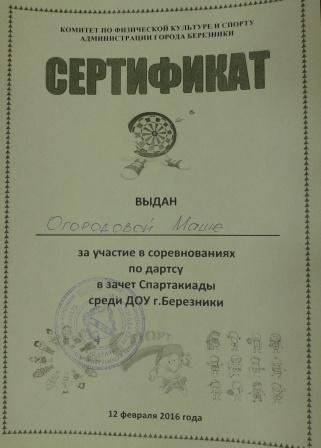 КОМИТЕТ ПО ФИЗИЧЕСКОЙ КУЛЬТУРЕ И СПОРТУ
АДМИНИСТРАЦИИ ГОРОДА БЕРЕЗНИКИ
СЕРТИФИКАТ
ВЫДАН
Огородовой Маше
за участие в соревнованиях
по дартсу
в зачет Спартакиады
среди ДОУ г.Березники
СПОРТ
12 февраля 2016 года